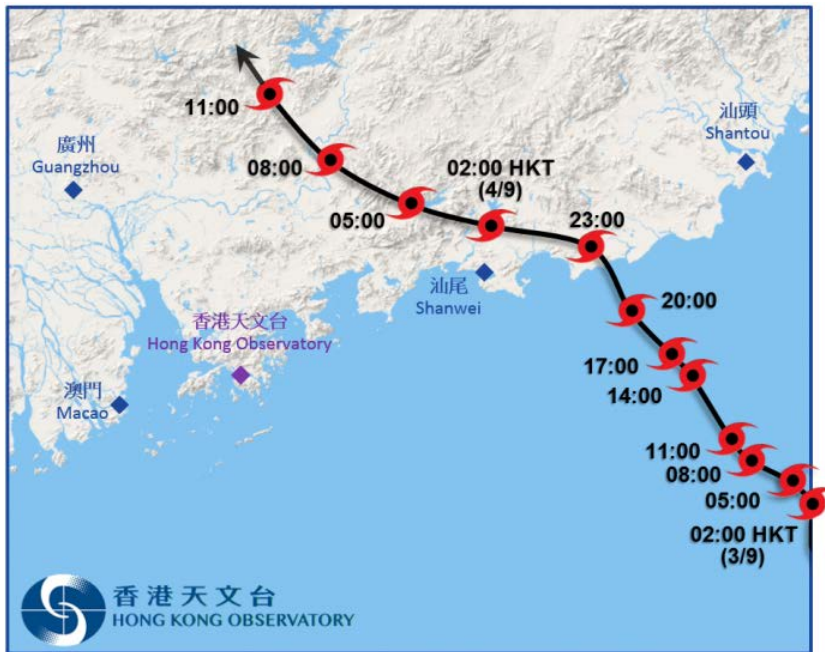 11:00
汕頭
Shantou
廣州
Guangzhou
08:00
02:00 HKT
(4/9)
05:00
23:00
汕尾
Shanwei
20:00
香港天文台
Hong Kong Observatory
17:00
14:00
澳門
Macao
11:00
08:00
05:00
02:00 HKT
(3/9)
香港天文台
HONG KONG OBSERVATORY